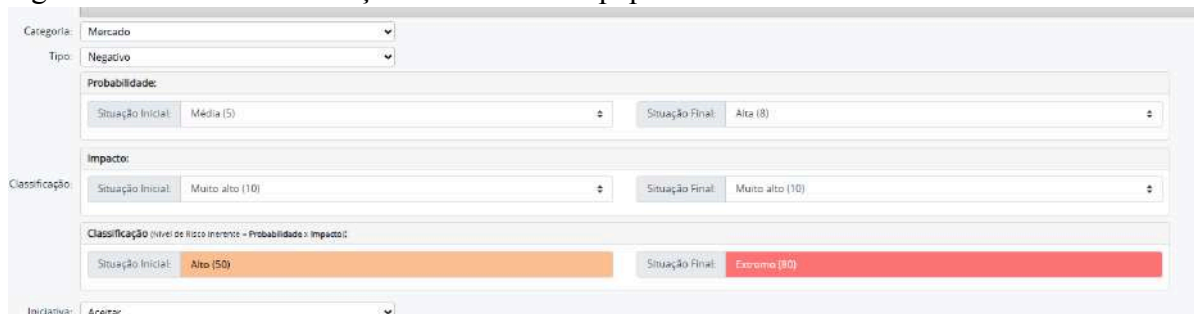 Categoria: Mercado
Tipo: Negativo
Probabilidade:
Situação Inicial: Média (5) Situação Final: Alta (8)
Impacto:
Classificação: Situação Inicial: Muito alto (10) Situação Final: Muito alto (10)
Classificação (Nível de Risco Inerente = Probabilidade x Impacto):
Situação Inicial: Alto (50) Situação Final: Extremo (80)
Iniciativa: Aceitar